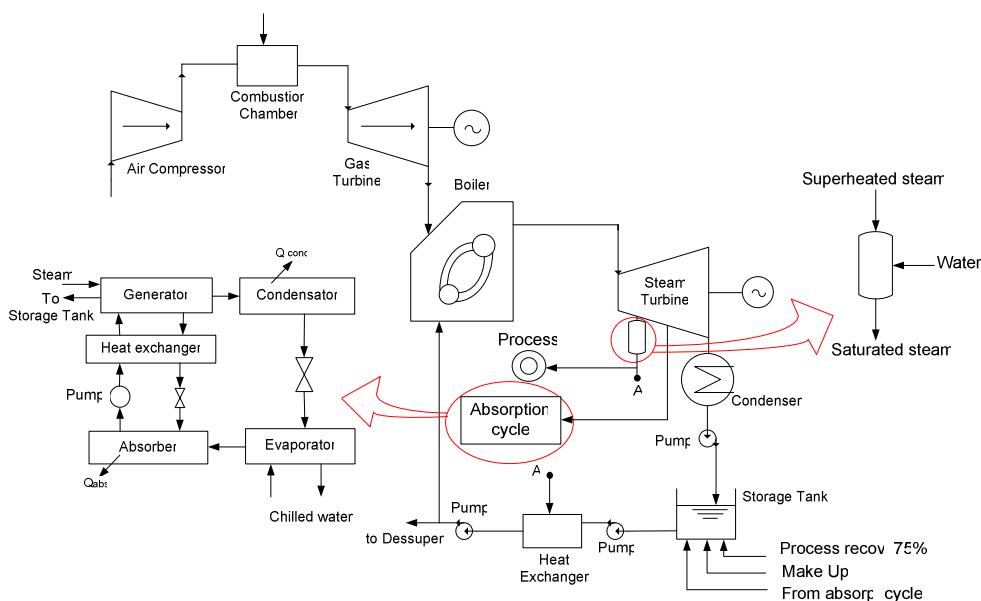 Combustion
Chamber
Air Compressor
Gas
Turbine
Boiler
Superheated steam
Water
Saturated steam
Steam
Turbine
Q cond
Steam
To
Storage Tank
Generator
Condensator
Heat exchanger
Pump
Absorber
Evaporator
Qabs
Chilled water
Process
A
Absorption
cycle
Condenser
Pump
A
Storage Tank
Pump
to Dessuper
Heat
Exchanger
Pump
Process recov. 75%
Make Up
From absorp. cycle